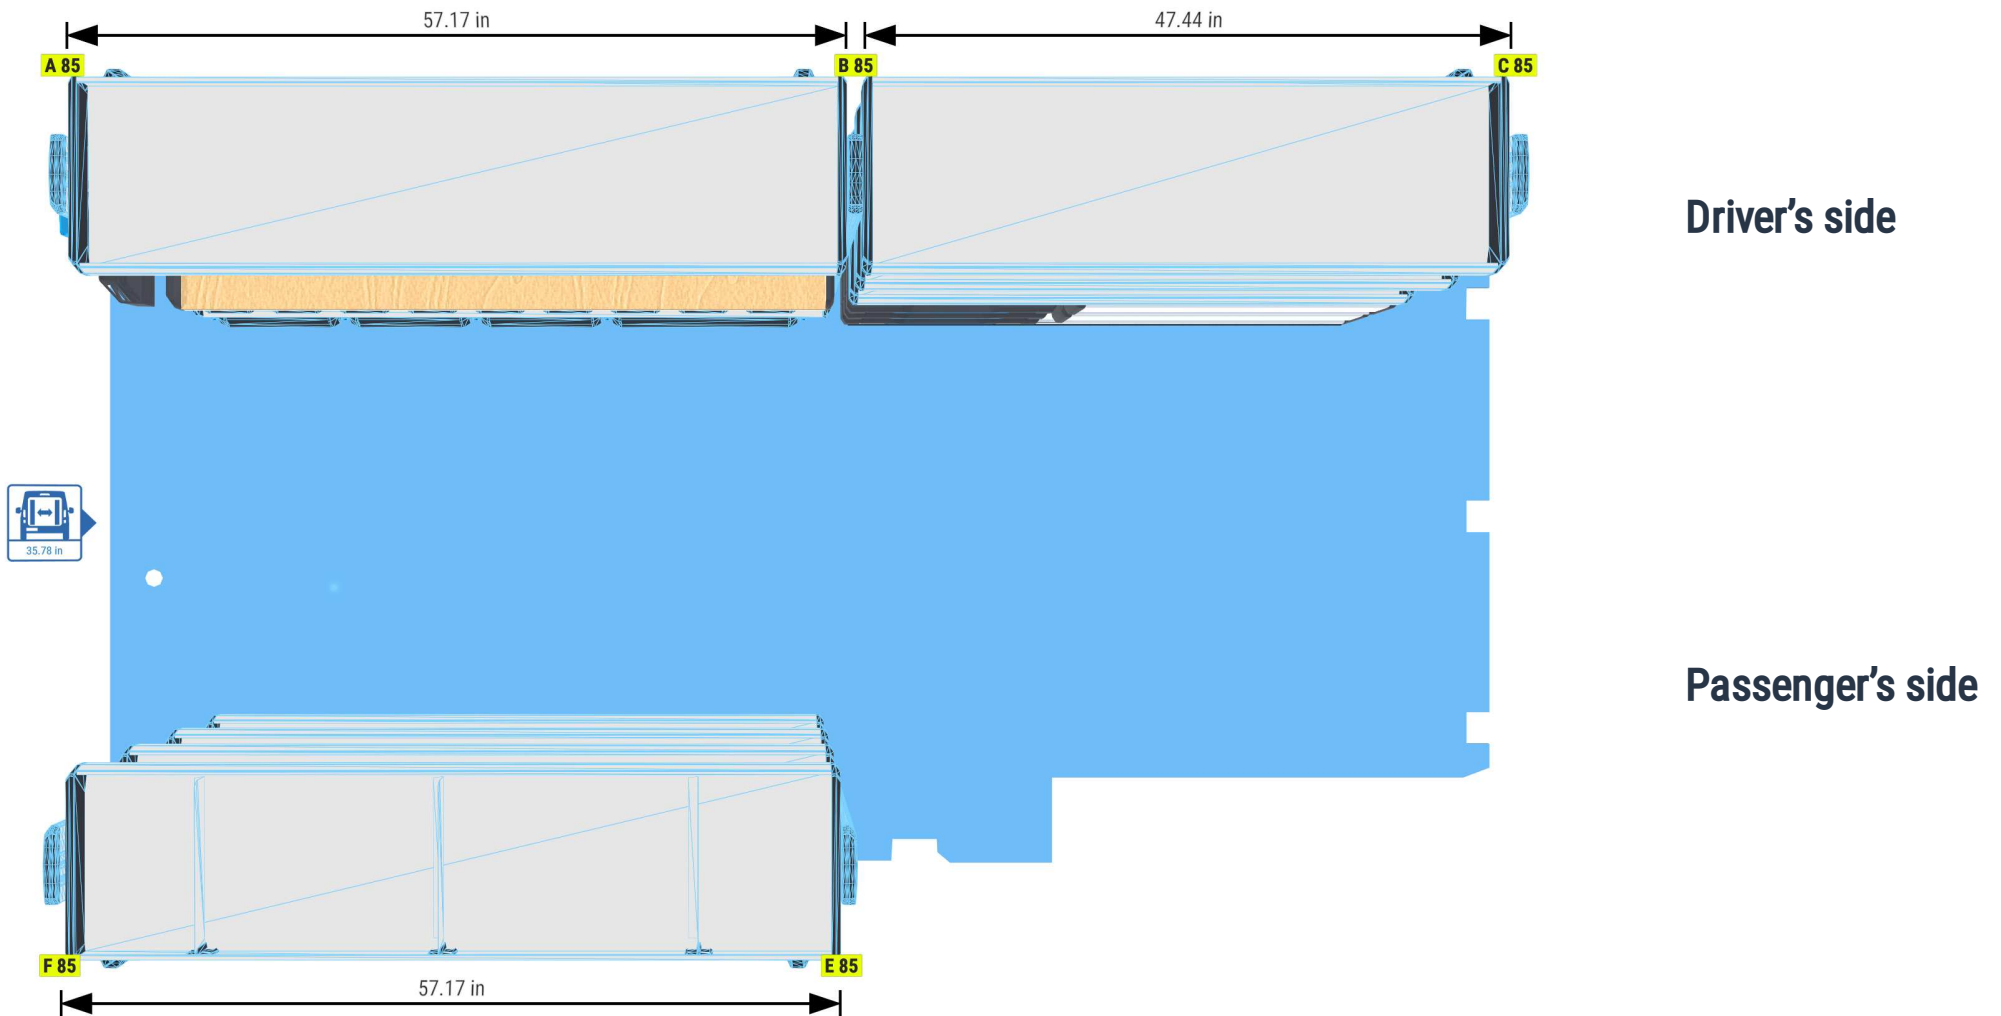 57.17 in
47.44 in
A 85
B 85
C 85
Driver's side
35.78 in
Passenger's side
F 85
E 85
57.17 in